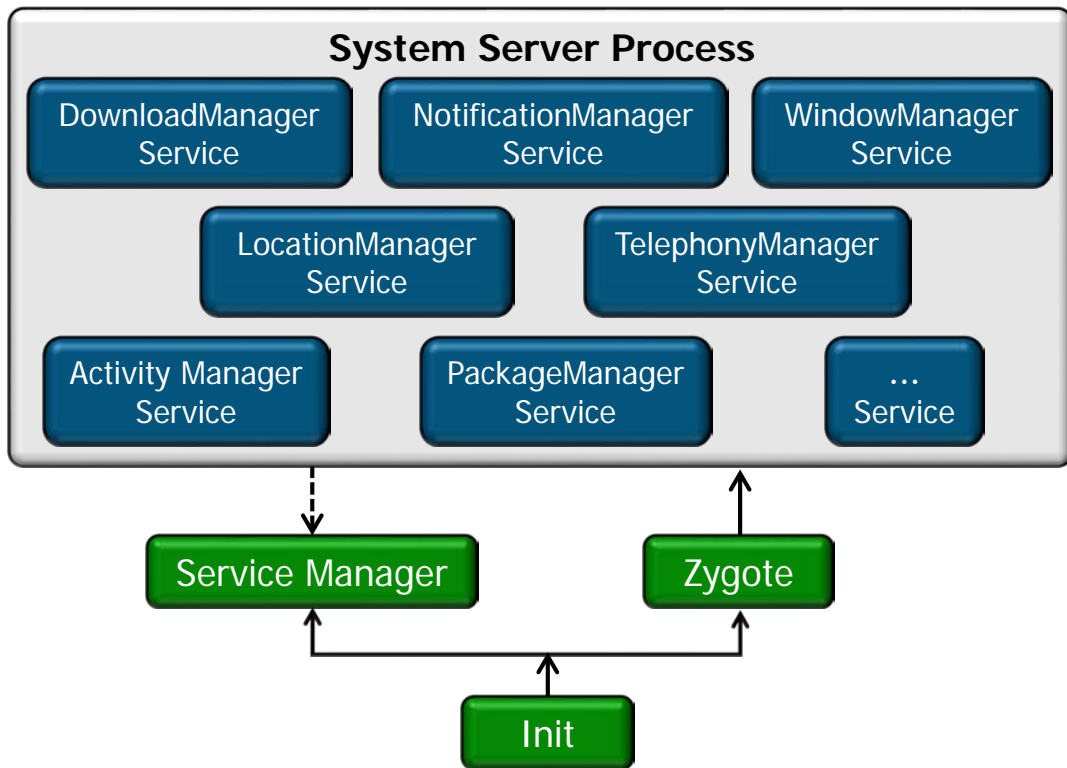 System Server Process
DownloadManager
Service
NotificationManager
Service
WindowManager
Service
LocationManager
Service
TelephonyManager
Service
Activity Manager
Service
PackageManager
Service
...
Service
Service Manager
Zygote
Init